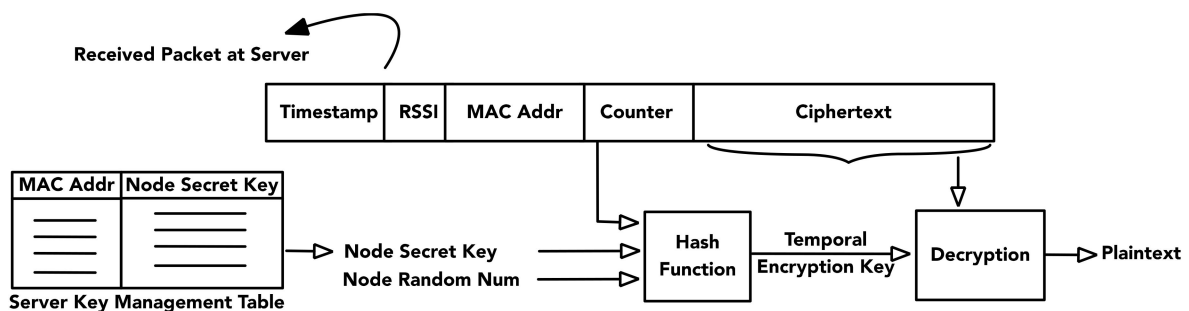 Received Packet at Server
Timestamp RSSI MAC Addr Counter Ciphertext
MAC Addr Node Secret Key
Server Key Management Table
Node Secret Key
Node Random Num
Hash
Function
Temporal
Encryption Key
Decryption
Plaintext